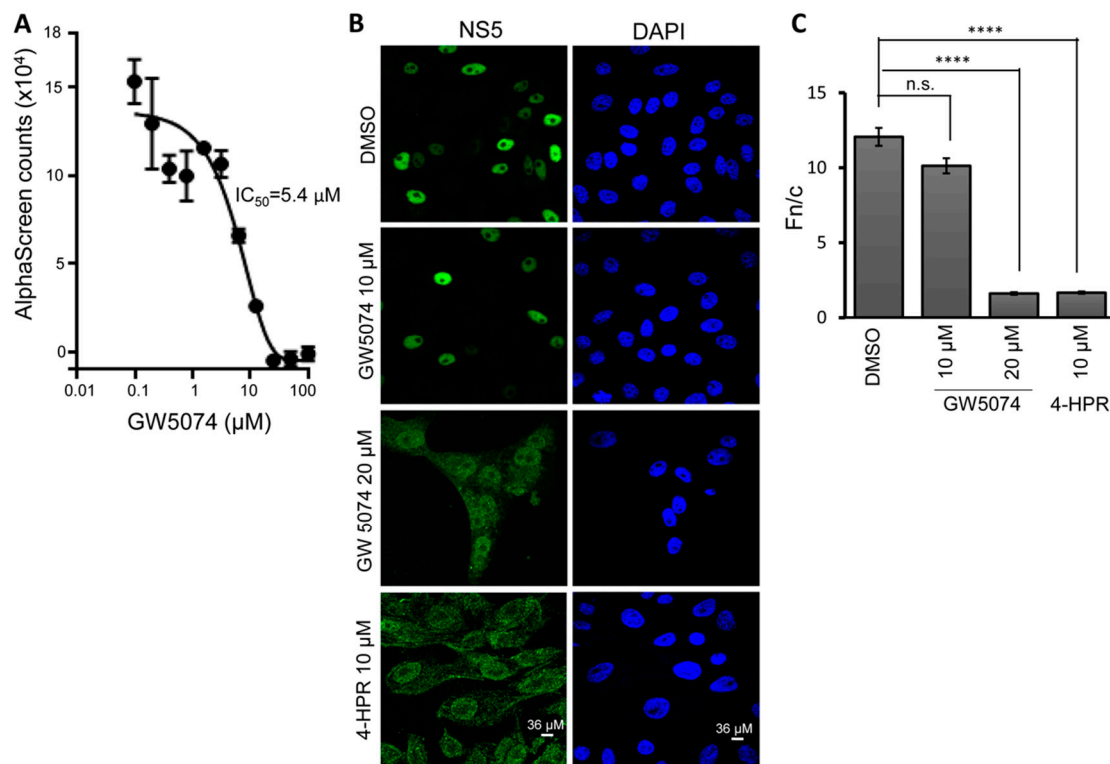 A
AlphaScreen counts (x10⁴)
18
15
10
5
0
0.01
0.1
1
10
100
GW5074 (µM)
IC₅₀=5.4 µM
B
NS5
DAPI
DMSO
GW5074 10 µM
GW 5074 20 µM
4-HPR 10 µM
36 µM
36 µM
C
****
****
n.s.
Fn/c
15
10
5
0
DMSO
10 µM
20 µM
10 µM
GW5074
4-HPR